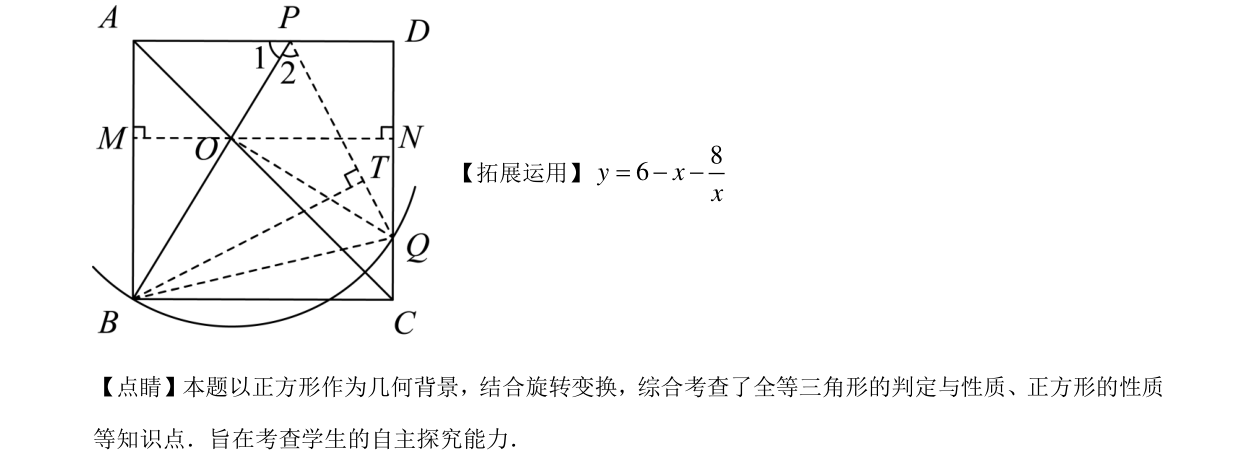 A P D
1
2
M O N
T
【拓展运用】 y = 6 − x − 8/x
Q
B C
【点睛】本题以正方形作为几何背景，结合旋转变换，综合考查了全等三角形的判定与性质、正方形的性质
等知识点．旨在考查学生的自主探究能力．